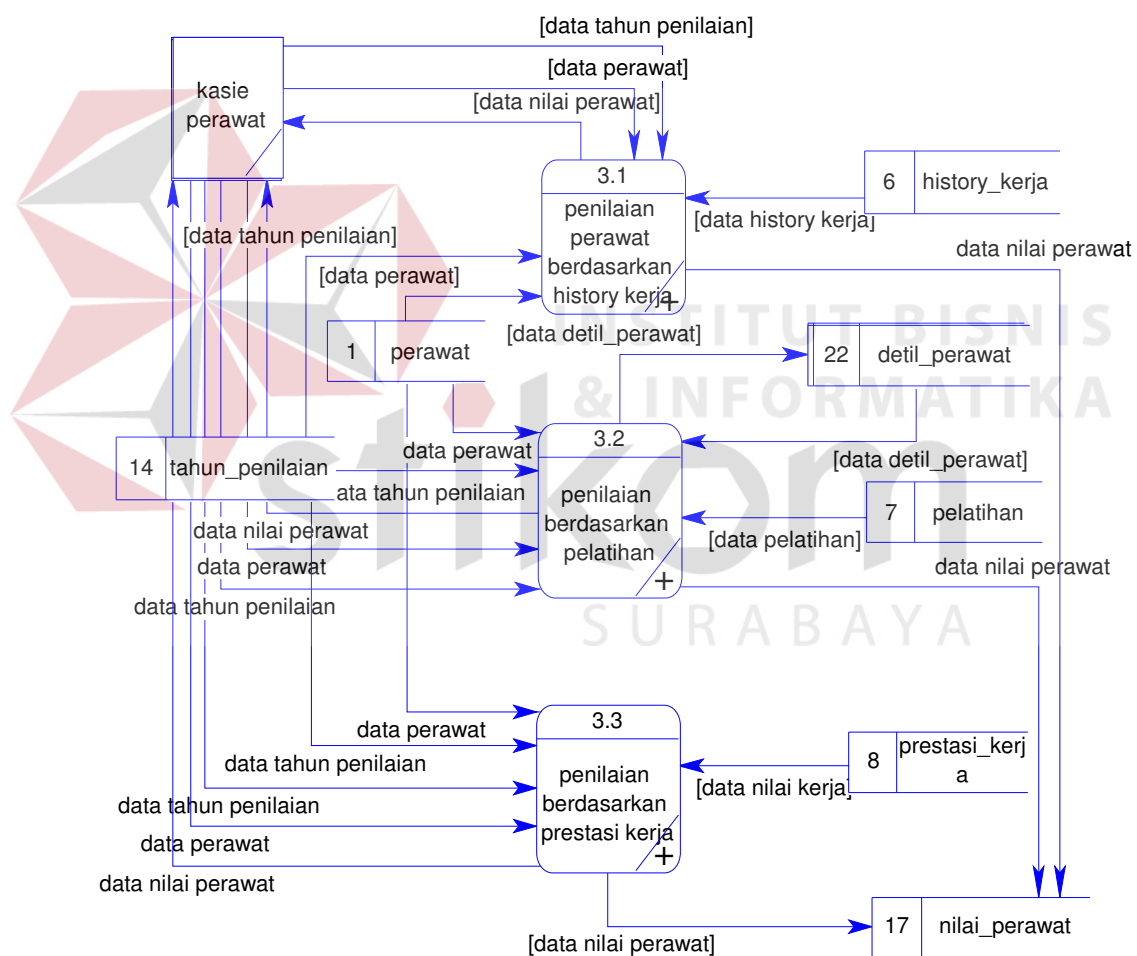 [data tahun penilaian]
[data perawat]
[data nilai perawat]
kasie
perawat
3.1
penilaian
perawat
berdasarkan
history kerja
6
history_kerja
[data history kerja]
data nilai perawat
[data tahun penilaian]
[data perawat]
1
perawat
[data detil_perawat]
22
detil_perawat
INSTITUT BISNIS
& INFORMATIKA
stikom
SURABAYA
data perawat
3.2
penilaian
berdasarkan
pelatihan
[data detil_perawat]
14
tahun_penilaian
ata tahun penilaian
7
pelatihan
[data pelatihan]
data nilai perawat
data nilai perawat
data perawat
data tahun penilaian
3.3
penilaian
berdasarkan
prestasi kerja
data perawat
data tahun penilaian
8
prestasi_kerj
a
[data nilai kerja]
data tahun penilaian
data perawat
data nilai perawat
[data nilai perawat]
17
nilai_perawat